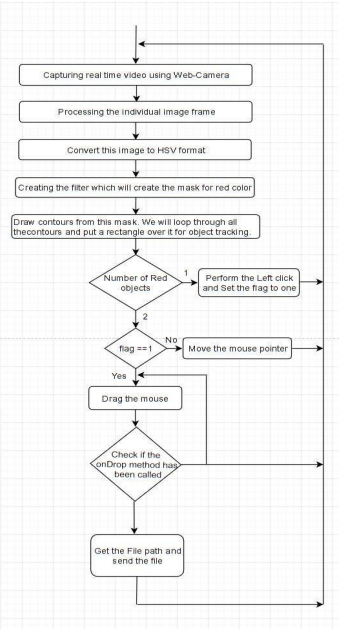 Capturing real time video using Web-Camera
Processing the individual image frame
Convert this image to HSV format
Creating the filter which will create the mask for red color
Draw contours from this mask. We will loop through all
thecontours and put a rectangle over it for object tracking.
Number of Red
objects
1
Perform the Left click
and Set the flag to one
2
flag ==1
No
Move the mouse pointer
Yes
Drag the mouse
Check if the
onDrop method has
been called
Get the File path and
send the file